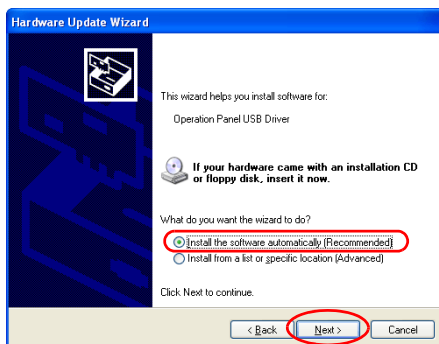 Hardware Update Wizard
This wizard helps you install software for:
Operation Panel USB Driver
If your hardware came with an installation CD
or floppy disk, insert it now.
What do you want the wizard to do?
Install the software automatically (Recommended)
Install from a list or specific location (Advanced)
Click Next to continue.
< Back Next > Cancel